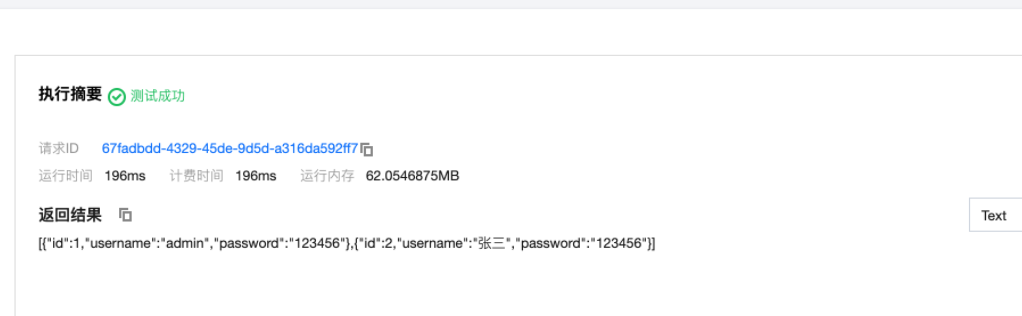 执行摘要 测试成功
请求ID 67fadbdd-4329-45de-9d5d-a316da592ff7
运行时间 196ms 计费时间 196ms 运行内存 62.0546875MB
返回结果 Text
[{"id":1,"username":"admin","password":"123456"},{"id":2,"username":"张三","password":"123456"}]